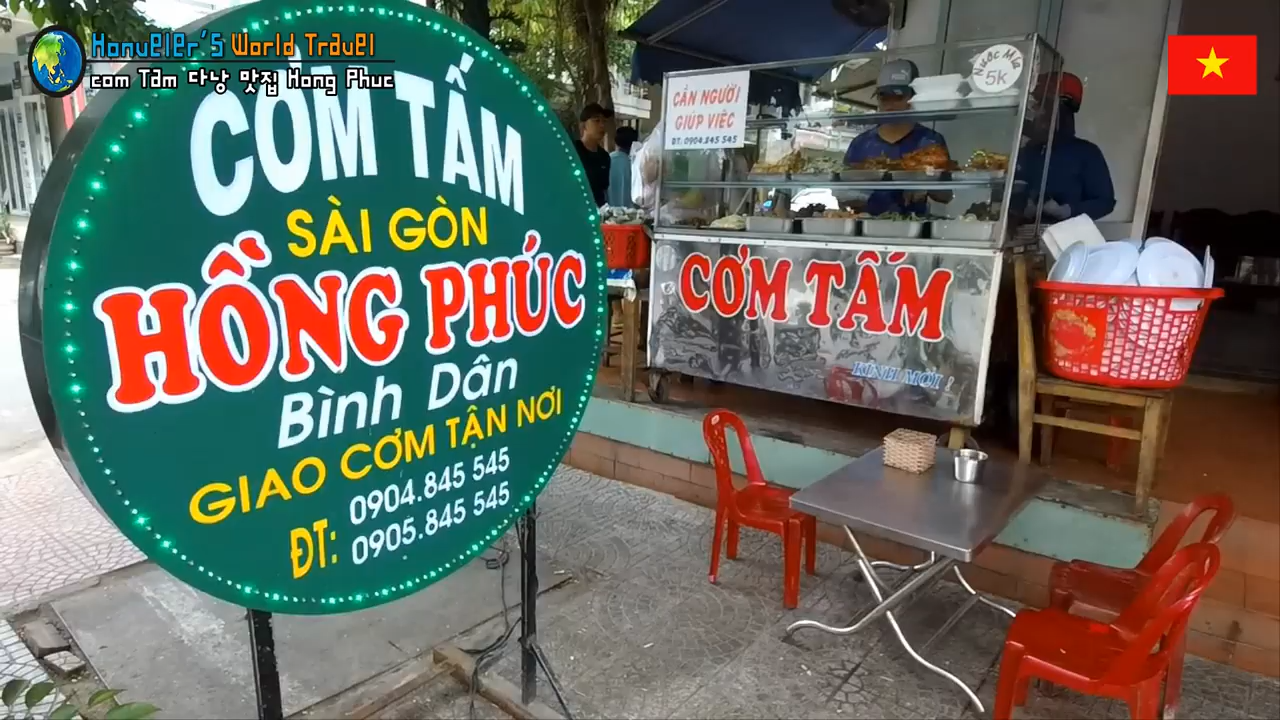 Hanueler's World Travel
com Tấm 다낭 맛집 Hong Phuc
CƠM TẤM
SÀI GÒN
HỒNG PHÚC
Bình Dân
GIAO CƠM TẬN NƠI
ĐT: 0904.845 545
0905.845 545
CẦN NGƯỜI
GIÚP VIỆC
ĐT: 0904.845 545
Nước Mía
5K
CƠM TẤM
KÍNH MỜI !